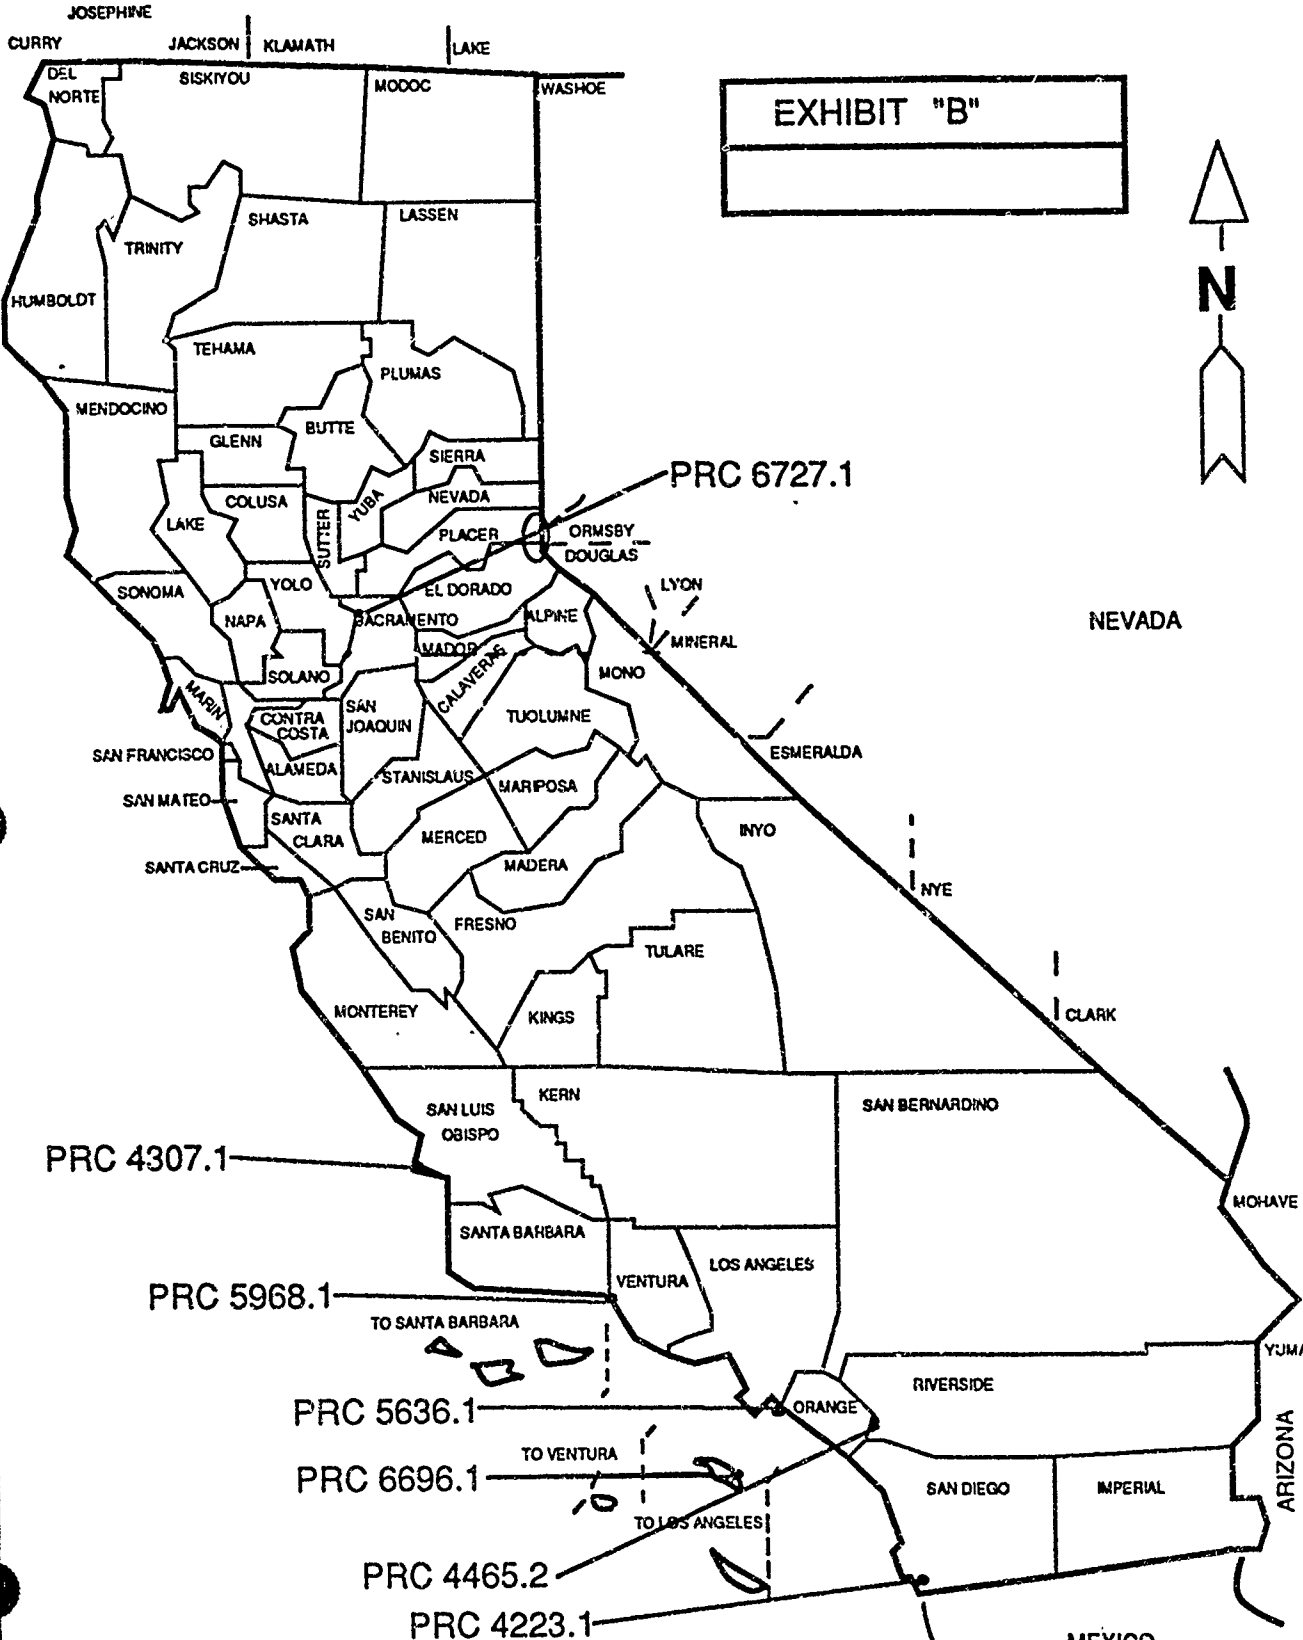 JOSEPHINE
CURRY JACKSON KLAMATH LAKE
DEL
NORTE
SISKIYOU
MODOC
WASHOE
EXHIBIT "B"
SHASTA
LASSEN
TRINITY
N
HUMBOLDT
TEHAMA
PLUMAS
MENDOCINO
BUTTE
GLENN
SIERRA
PRC 6727.1
NEVADA
COLUSA
YUBA
LAKE
SUTTER
PLACER
ORMSBY
DOUGLAS
SONOMA
YOLO
EL DORADO
LYON
NAPA
SACRAMENTO
ALPINE
NEVADA
MINERAL
AMADOR
SOLANO
CALAVERAS
MONO
MARIN
SAN
JOAQUIN
CONTRA
COSTA
TUOLUMNE
SAN FRANCISCO
ESMERALDA
ALAMEDA
STANISLAUS
MARIPOSA
SAN MATEO
SANTA
CLARA
MERCED
INYO
SANTA CRUZ
MADERA
NYE
SAN
BENITO
FRESNO
TULARE
MONTEREY
KINGS
CLARK
KERN
SAN LUIS
OBISPO
SAN BERNARDINO
PRC 4307.1
MOHAVE
SANTA BARBARA
LOS ANGELES
VENTURA
PRC 5968.1
TO SANTA BARBARA
YUMA
RIVERSIDE
PRC 5636.1
ORANGE
ARIZONA
TO VENTURA
PRC 6696.1
SAN DIEGO
IMPERIAL
TO LOS ANGELES
PRC 4465.2
PRC 4223.1
MEXICO